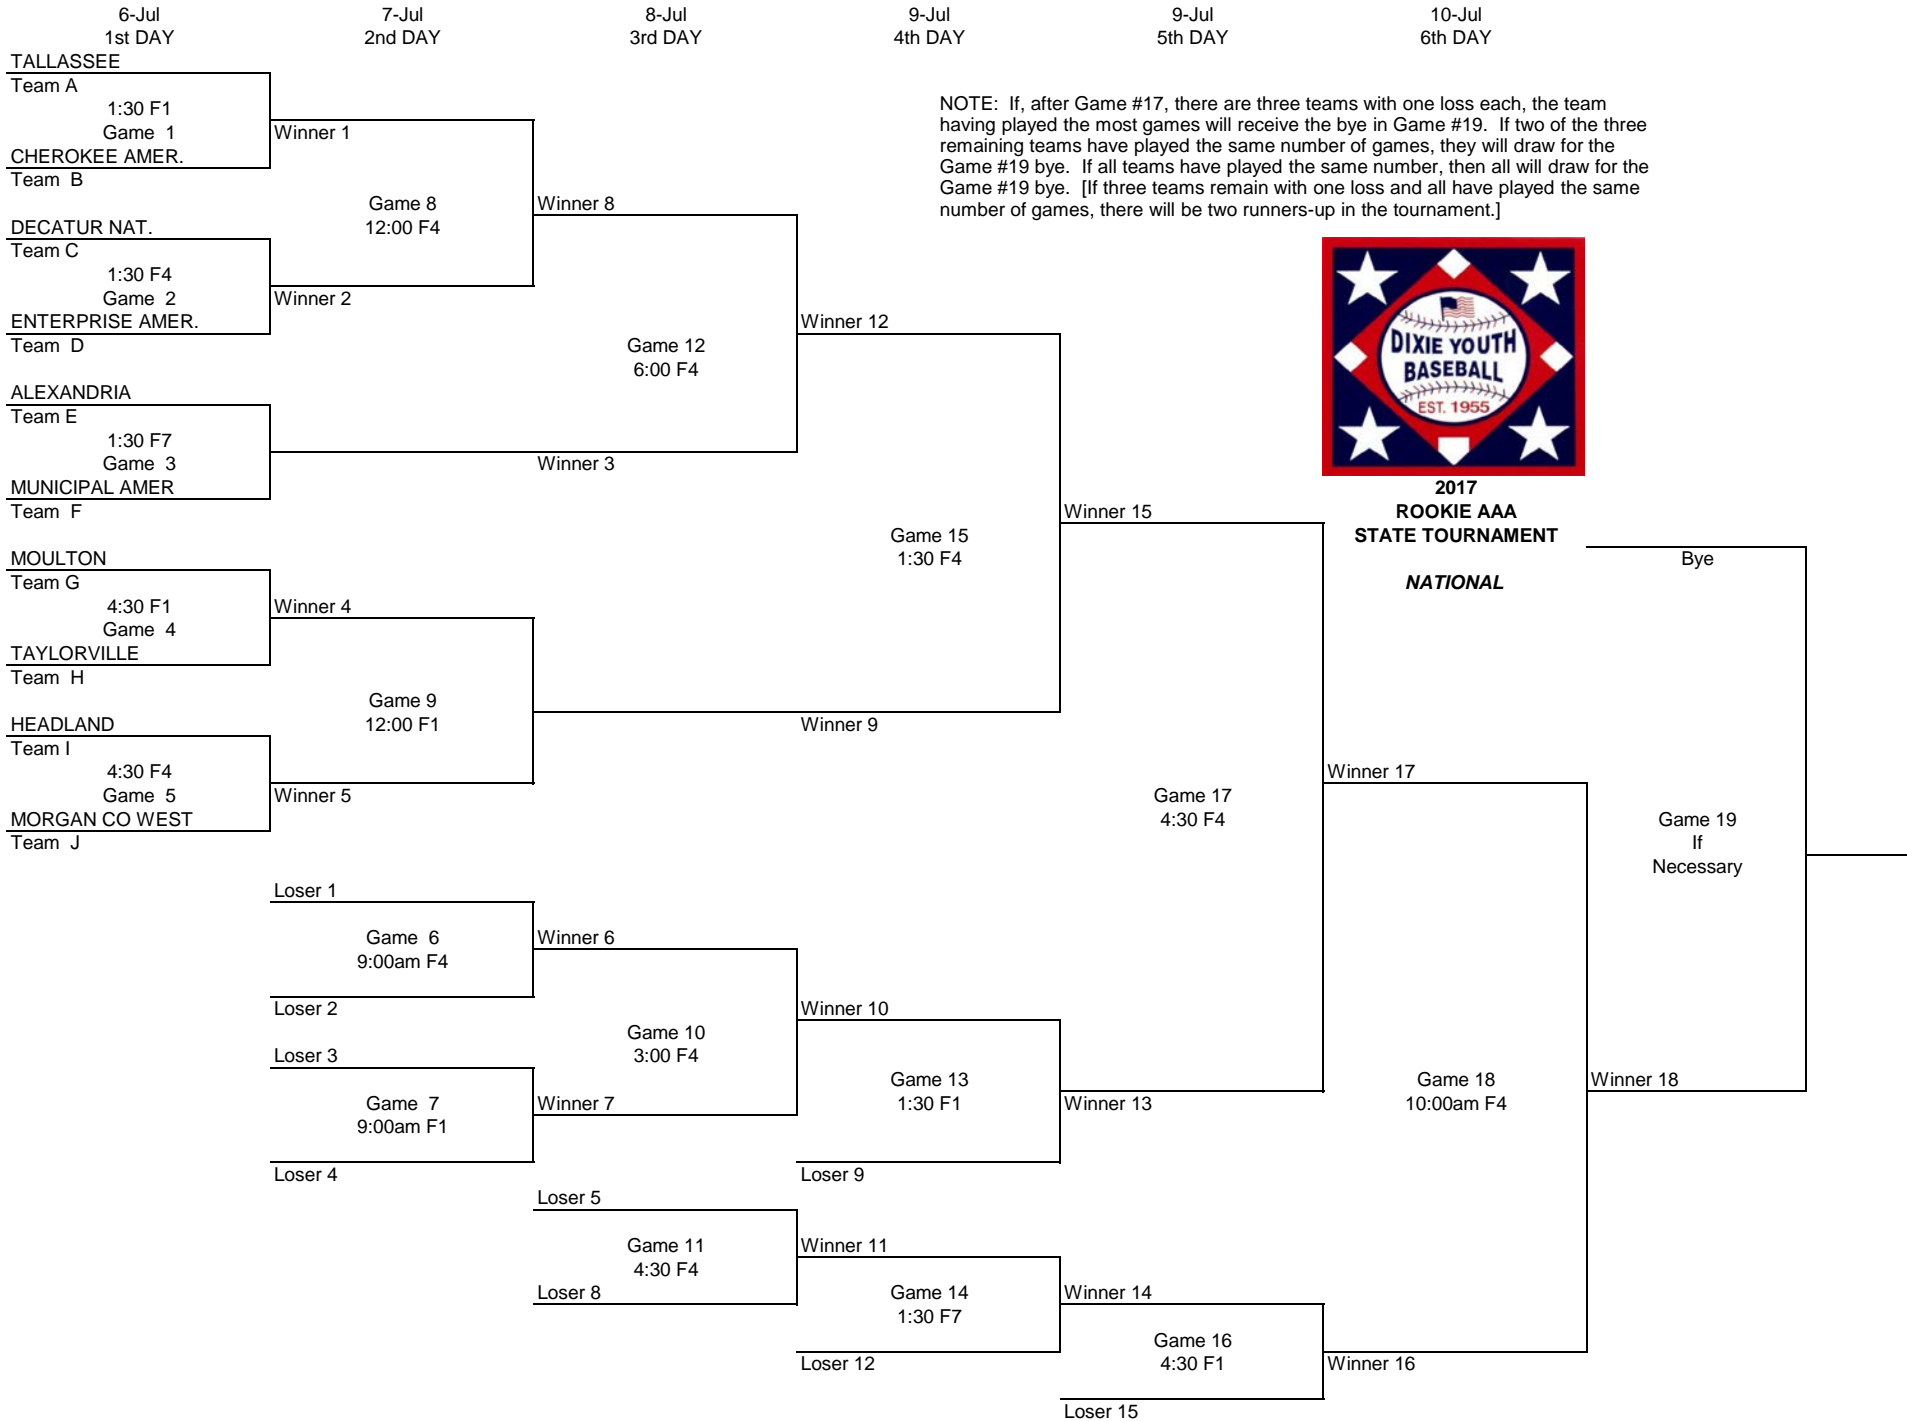 6-Jul
1st DAY
7-Jul
2nd DAY
8-Jul
3rd DAY
9-Jul
4th DAY
9-Jul
5th DAY
10-Jul
6th DAY
NOTE: If, after Game #17, there are three teams with one loss each, the team
having played the most games will receive the bye in Game #19. If two of the three
remaining teams have played the same number of games, they will draw for the
Game #19 bye. If all teams have played the same number, then all will draw for the
Game #19 bye. [If three teams remain with one loss and all have played the same
number of games, there will be two runners-up in the tournament.]
DIXIE YOUTH
BASEBALL
EST. 1955
2017
ROOKIE AAA
STATE TOURNAMENT
NATIONAL
TALLASSEE
Team A
1:30 F1
Game 1
CHEROKEE AMER.
Team B
DECATUR NAT.
Team C
1:30 F4
Game 2
ENTERPRISE AMER.
Team D
ALEXANDRIA
Team E
1:30 F7
Game 3
MUNICIPAL AMER
Team F
MOULTON
Team G
4:30 F1
Game 4
TAYLORVILLE
Team H
HEADLAND
Team I
4:30 F4
Game 5
MORGAN CO WEST
Team J
Winner 1
Game 8
12:00 F4
Winner 2
Winner 4
Game 9
12:00 F1
Winner 5
Loser 1
Game 6
9:00am F4
Loser 2
Loser 3
Game 7
9:00am F1
Loser 4
Winner 8
Game 12
6:00 F4
Winner 3
Winner 6
Game 10
3:00 F4
Winner 7
Loser 5
Game 11
4:30 F4
Loser 8
Winner 12
Game 15
1:30 F4
Winner 9
Winner 10
Game 13
1:30 F1
Loser 9
Winner 11
Game 14
1:30 F7
Loser 12
Winner 15
Game 17
4:30 F4
Winner 13
Winner 14
Game 16
4:30 F1
Loser 15
Winner 17
Game 18
10:00am F4
Winner 16
Bye
Game 19
If
Necessary
Winner 18